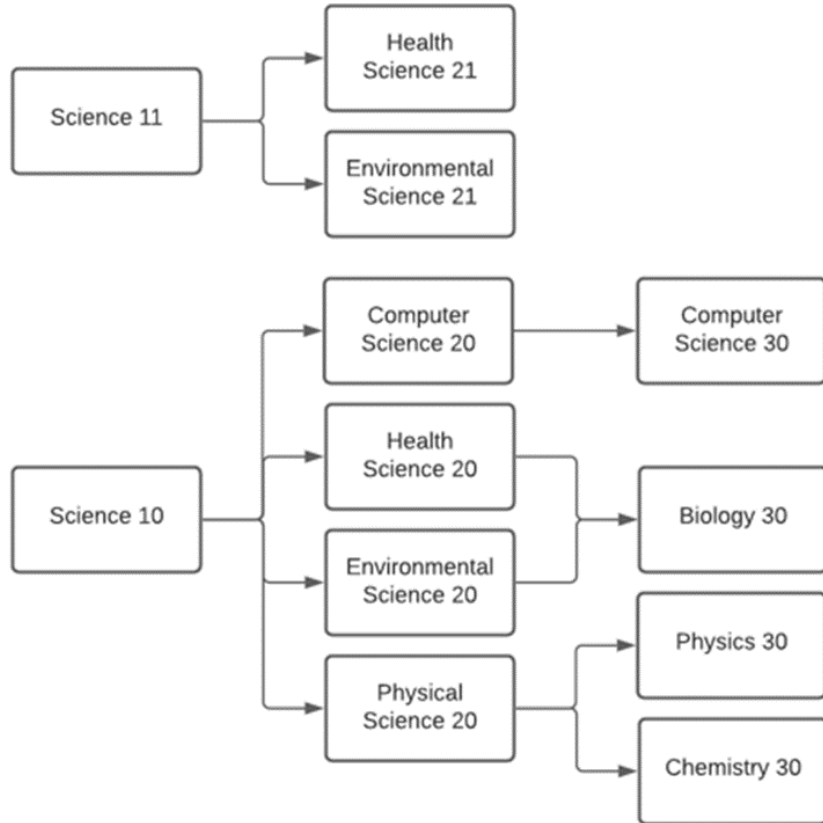 Health
Science 21
Science 11
Environmental
Science 21
Computer
Science 20
Computer
Science 30
Health
Science 20
Science 10
Biology 30
Environmental
Science 20
Physics 30
Physical
Science 20
Chemistry 30